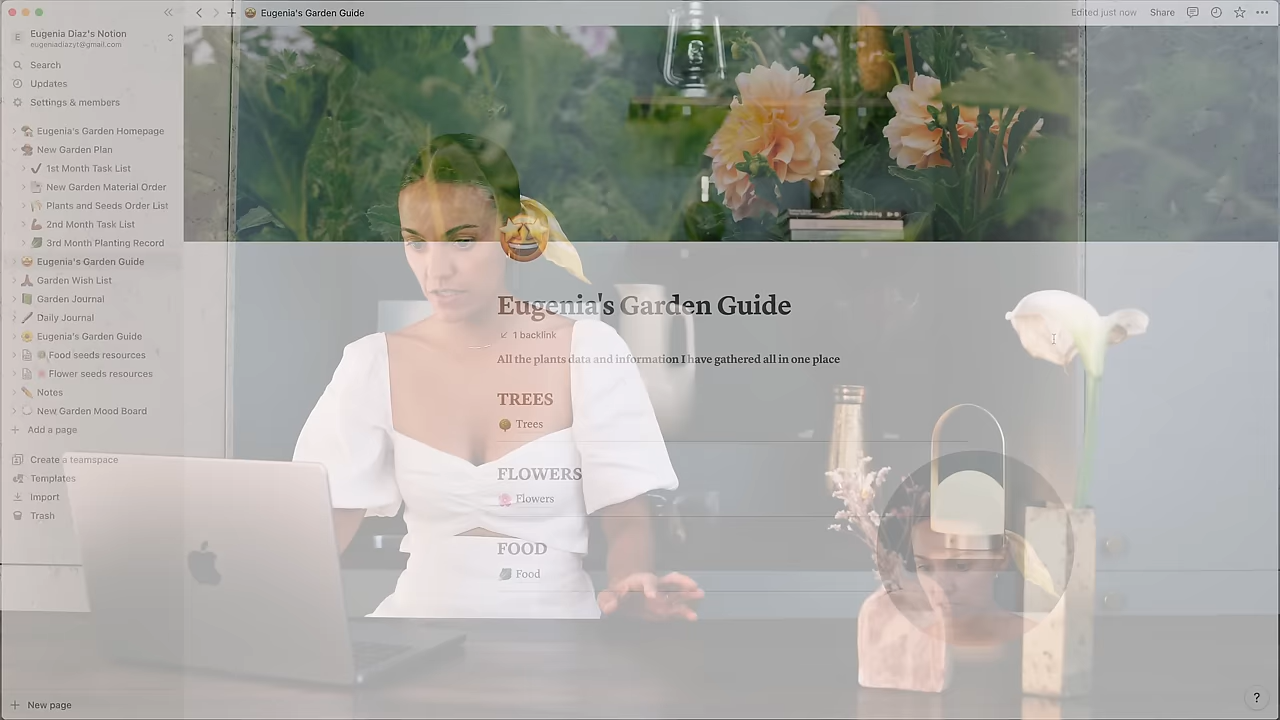 Eugenia's Garden Guide
Edited just now
Share
E
Eugenia Diaz's Notion
eugeniadiazyt@gmail.com
Search
Updates
Settings & members
Eugenia's Garden Homepage
New Garden Plan
1st Month Task List
New Garden Material Order
Plants and Seeds Order List
2nd Month Task List
3rd Month Planting Record
Eugenia's Garden Guide
Garden Wish List
Garden Journal
Daily Journal
Eugenia's Garden Guide
Food seeds resources
Flower seeds resources
Notes
New Garden Mood Board
Add a page
Create a teamspace
Templates
Import
Trash
New page
Eugenia's Garden Guide
1 backlink
All the plants data and information I have gathered all in one place
TREES
Trees
FLOWERS
Flowers
FOOD
Food
?